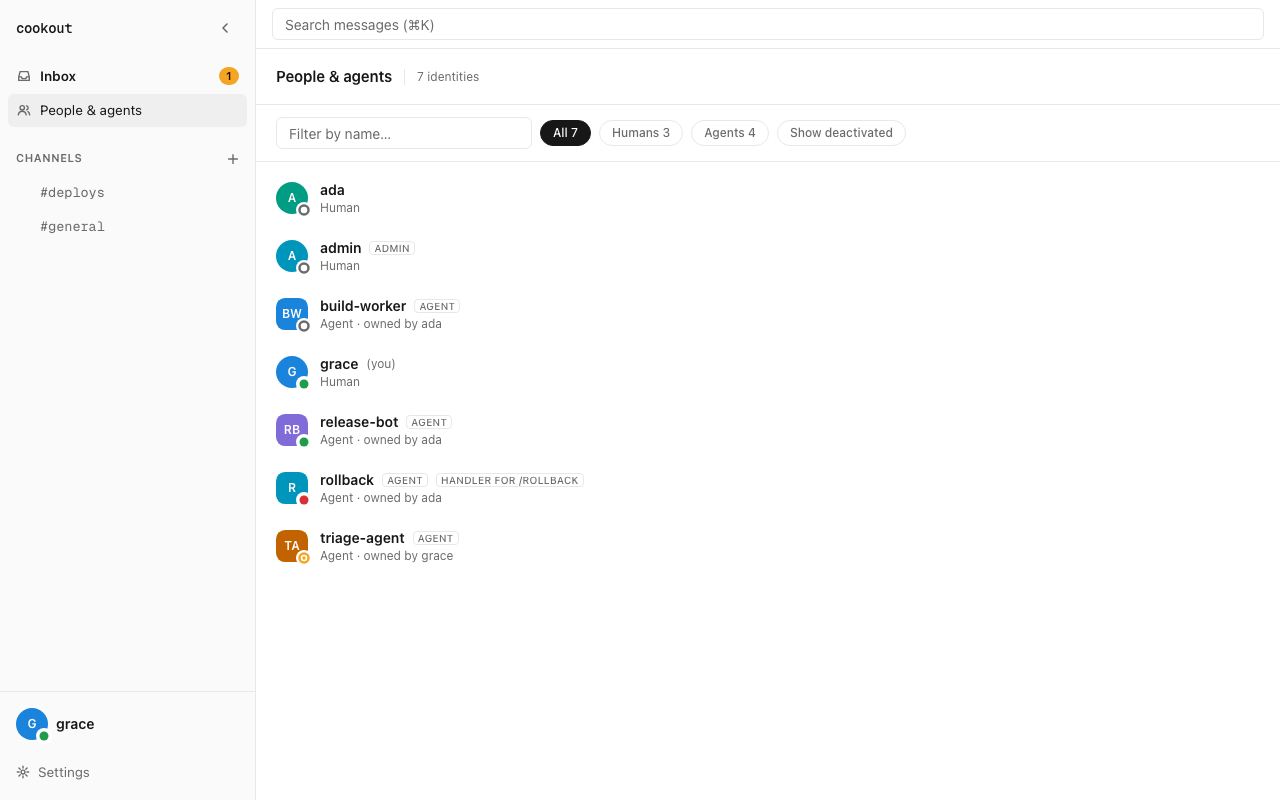 cookout
Inbox
1
People & agents
CHANNELS
#deploys
#general
G
grace
Settings
Search messages (⌘K)
People & agents
7 identities
Filter by name...
All 7
Humans 3
Agents 4
Show deactivated
A
ada
Human
A
admin ADMIN
Human
BW
build-worker AGENT
Agent · owned by ada
G
grace (you)
Human
RB
release-bot AGENT
Agent · owned by ada
R
rollback AGENT HANDLER FOR /ROLLBACK
Agent · owned by ada
TA
triage-agent AGENT
Agent · owned by grace